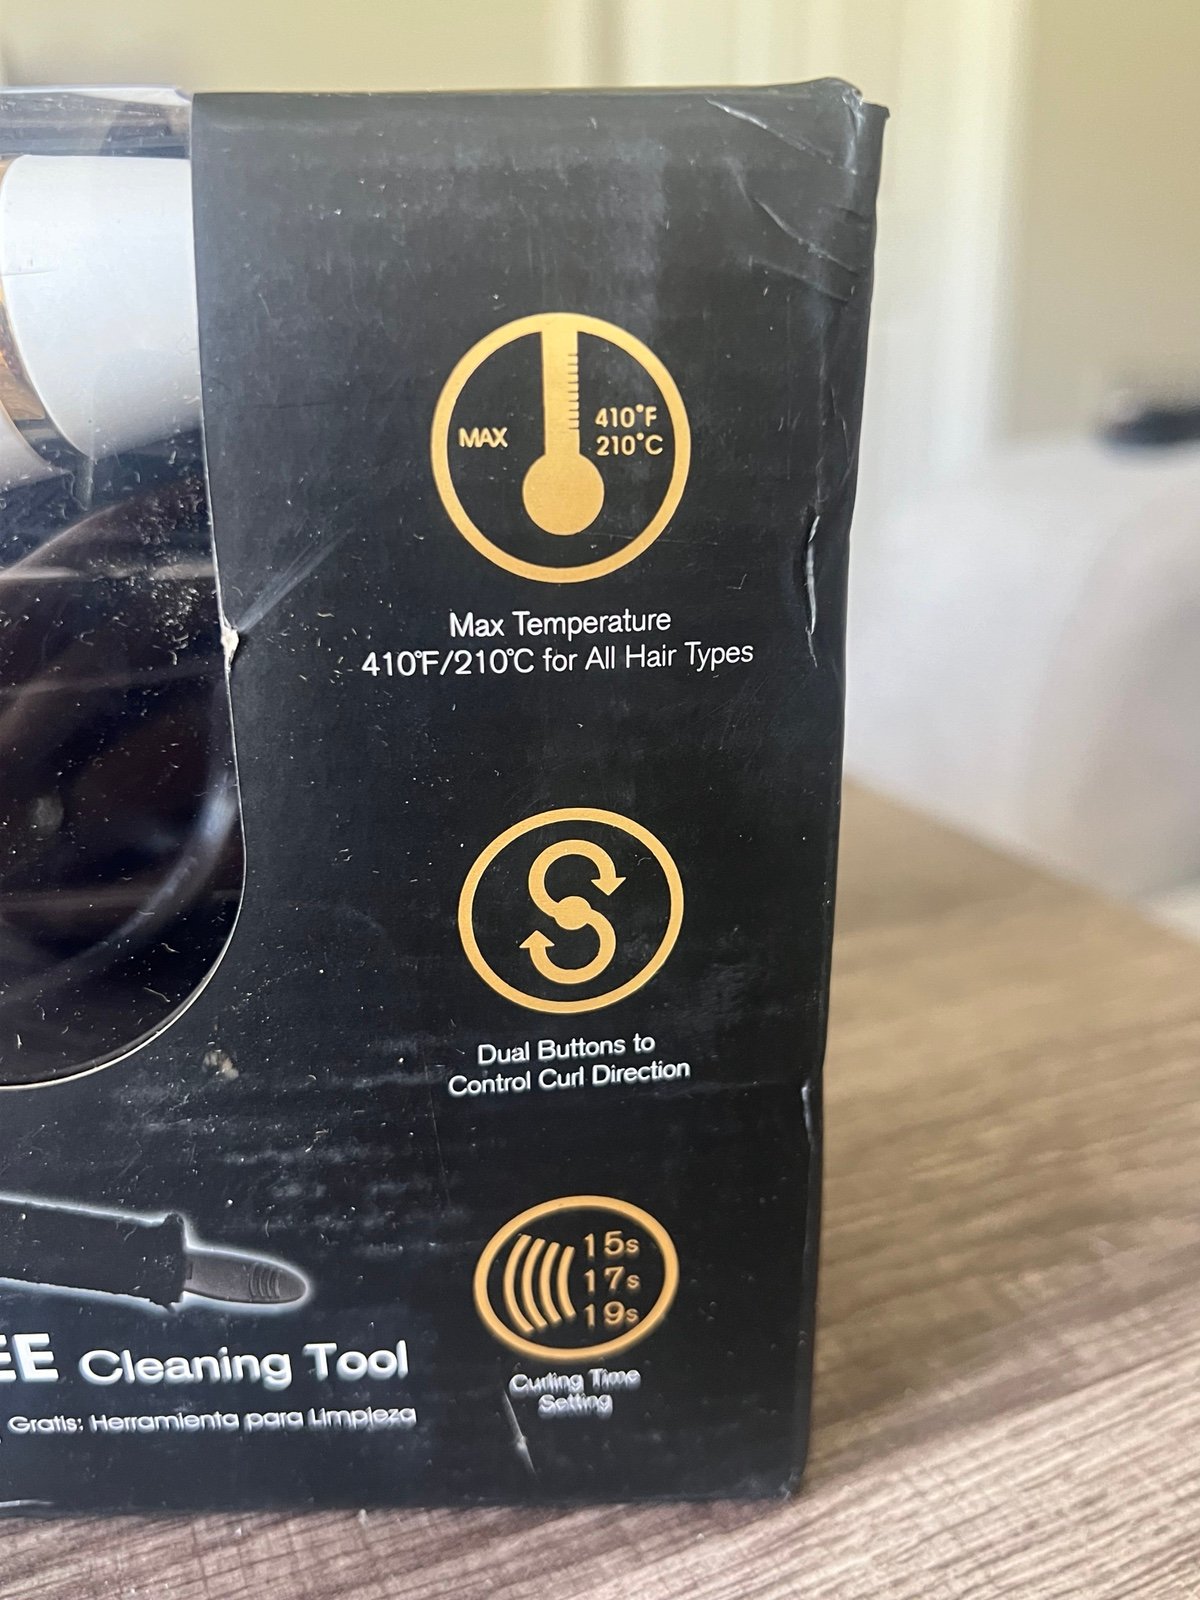 MAX
410°F
210°C
Max Temperature
410°F/210°C for All Hair Types
Dual Buttons to
Control Curl Direction
15s
17s
19s
Curling Time
Setting
Cleaning Tool
Gratis: Herramienta para Limpieza